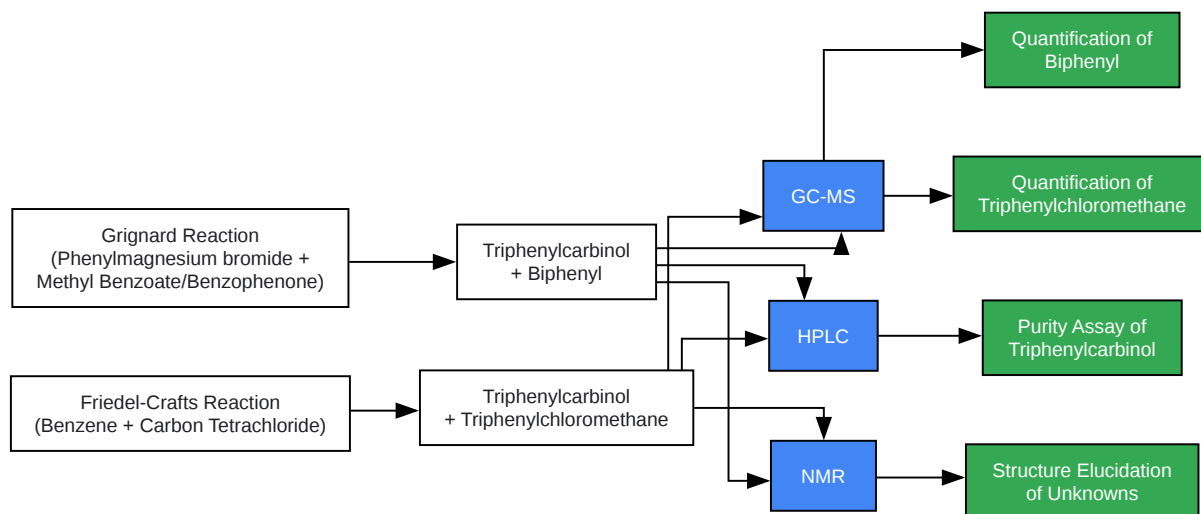 Grignard Reaction
(Phenylmagnesium bromide +
Methyl Benzoate/Benzophenone)
Friedel-Crafts Reaction
(Benzene + Carbon Tetrachloride)
Triphenylcarbinol
+ Biphenyl
Triphenylcarbinol
+ Triphenylchloromethane
GC-MS
HPLC
NMR
Quantification of
Biphenyl
Quantification of
Triphenylchloromethane
Purity Assay of
Triphenylcarbinol
Structure Elucidation
of Unknowns